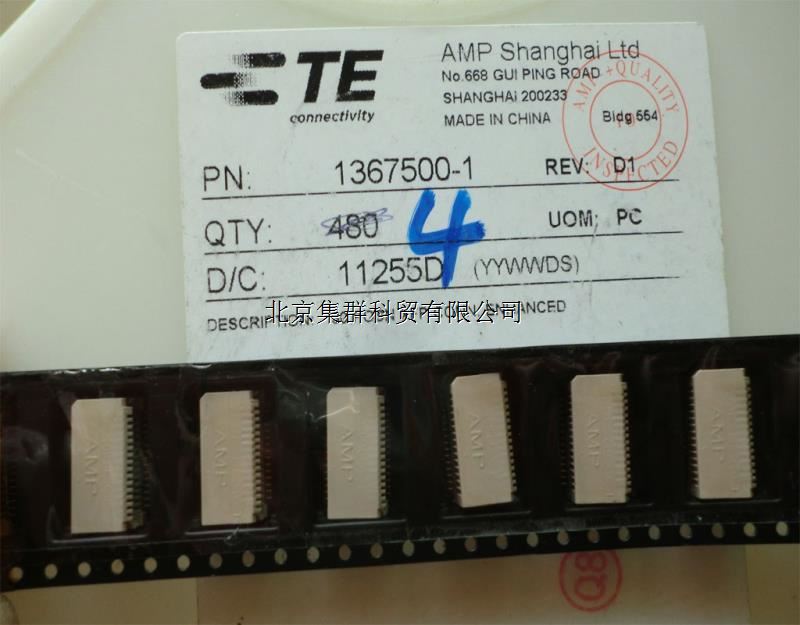 TE
connectivity
AMP Shanghai Ltd
No.668 GUI PING ROAD
SHANGHAi 200233
MADE IN CHINA
Bldg 554
AMP + QUALITY
INSPECTED
PN: 1367500-1 REV: D1
QTY: 480 4 UOM: PC
D/C: 11255D (YYWWDS)
DESCRIPTION
北京集群科贸有限公司
AMP
AMP
AMP
AMP
AMP
AMP
Q8